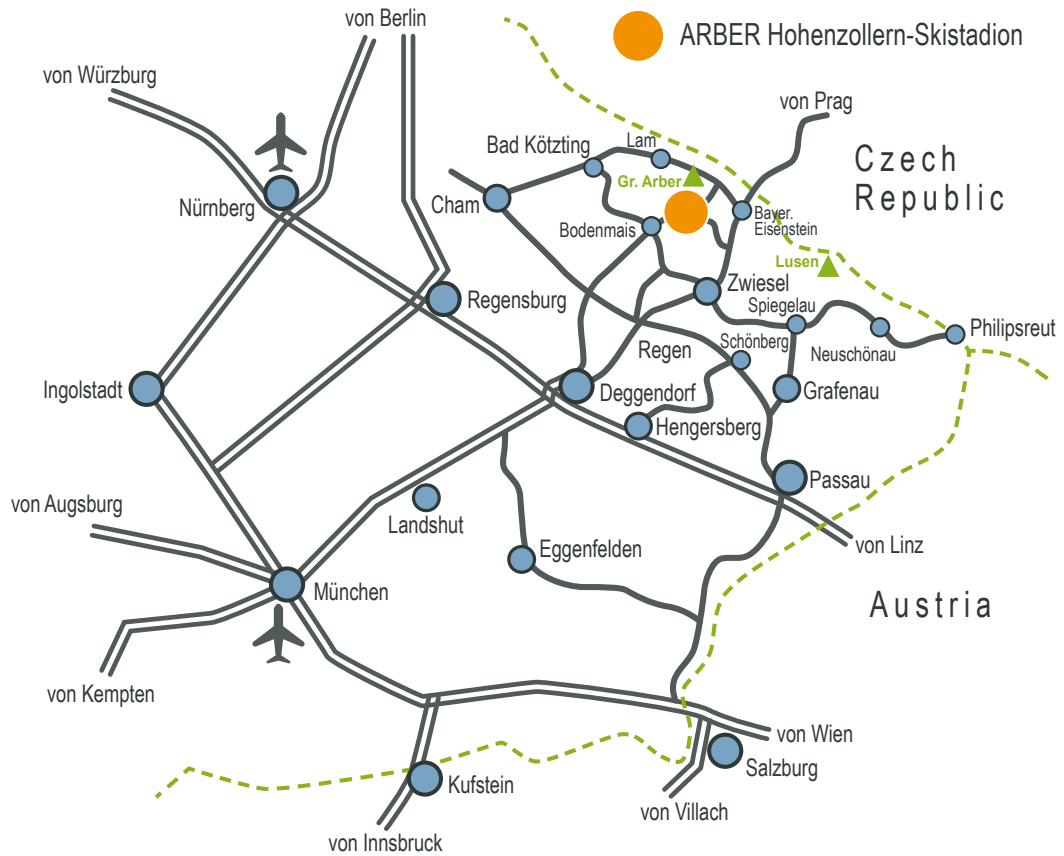 von Berlin
ARBER Hohenzollern-Skistadion
von Würzburg
von Prag
Czech
Republic
Lam
Bad Kötzting
Gr. Arber
Nürnberg
Cham
Bodenmais
Bayer.
Eisenstein
Lusen
Zwiesel
Regensburg
Spiegelau
Philipsreut
Schönberg
Neuschönau
Regen
Ingolstadt
Deggendorf
Grafenau
Hengersberg
Passau
von Augsburg
Landshut
von Linz
Eggenfelden
München
Austria
von Kempten
von Wien
Salzburg
Kufstein
von Villach
von Innsbruck